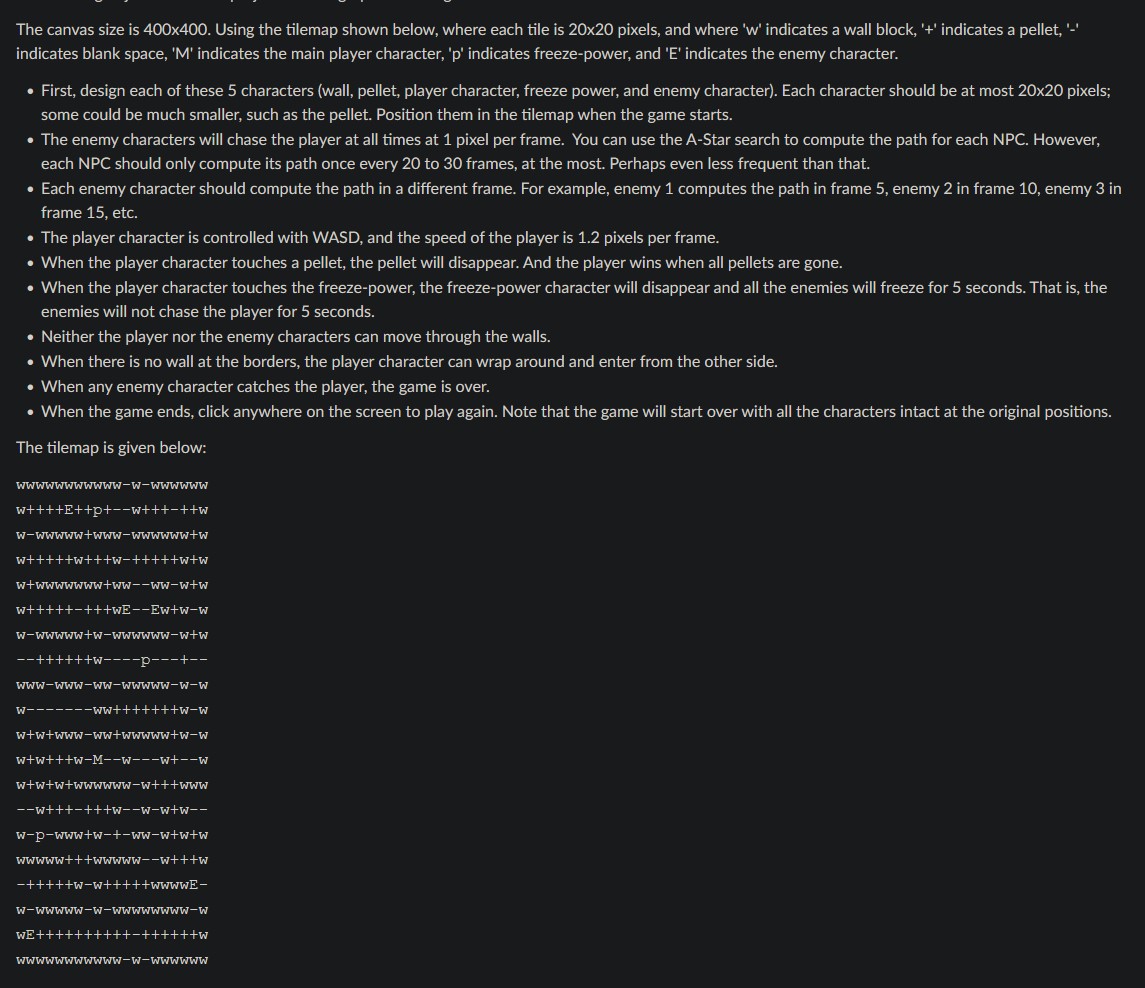 The canvas size is 400x400. Using the tilemap shown below, where each tile is 20x20 pixels, and where 'w' indicates a wall block, '+' indicates a pellet, '-'
indicates blank space, 'M' indicates the main player character, 'p' indicates freeze-power, and 'E' indicates the enemy character.
• First, design each of these 5 characters (wall, pellet, player character, freeze power, and enemy character). Each character should be at most 20x20 pixels;
some could be much smaller, such as the pellet. Position them in the tilemap when the game starts.
• The enemy characters will chase the player at all times at 1 pixel per frame.  You can use the A-Star search to compute the path for each NPC. However,
each NPC should only compute its path once every 20 to 30 frames, at the most. Perhaps even less frequent than that.
• Each enemy character should compute the path in a different frame. For example, enemy 1 computes the path in frame 5, enemy 2 in frame 10, enemy 3 in
frame 15, etc.
• The player character is controlled with WASD, and the speed of the player is 1.2 pixels per frame.
• When the player character touches a pellet, the pellet will disappear. And the player wins when all pellets are gone.
• When the player character touches the freeze-power, the freeze-power character will disappear and all the enemies will freeze for 5 seconds. That is, the
enemies will not chase the player for 5 seconds.
• Neither the player nor the enemy characters can move through the walls.
• When there is no wall at the borders, the player character can wrap around and enter from the other side.
• When any enemy character catches the player, the game is over.
• When the game ends, click anywhere on the screen to play again. Note that the game will start over with all the characters intact at the original positions.
The tilemap is given below:
wwwwwwwwwww-w-wwwwww
w++++E++p+--w+++-++w
w-wwwww+www-wwwwww+w
w+++++w+++w-+++++w+w
w+wwwwwww+ww--ww-w+w
w+++++-+++wE--Ew+w-w
w-wwwww+w-wwwwww-w+w
--++++++w----p---+--
www-www-ww-wwwww-w-w
w-------ww+++++++w-w
w+w+www-ww+wwwww+w-w
w+w+++w-M--w---w+--w
w+w+w+wwwwww-w+++www
--w+++-+++w--w-w+w--
w-p-www+w-+-ww-w+w+w
wwwww+++wwwww--w+++w
-+++++w-w+++++wwwwE-
w-wwwww-w-wwwwwwww-w
wE++++++++++-++++++w
wwwwwwwwwww-w-wwwwww